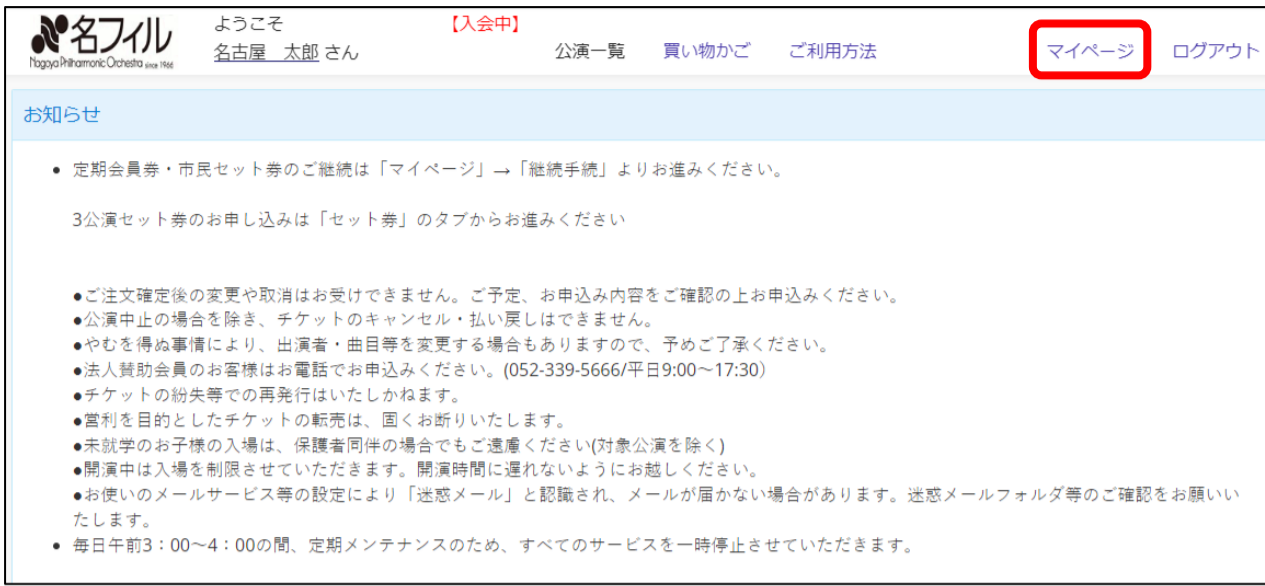 名フィル
Nagoya Philharmonic Orchestra since 1966
ようこそ
名古屋　太郎 さん
【入会中】
公演一覧 買い物かご ご利用方法 マイページ ログアウト
お知らせ
• 定期会員券・市民セット券のご継続は「マイページ」→「継続手続」よりお進みください。
3公演セット券のお申し込みは「セット券」のタブからお進みください
●ご注文確定後の変更や取消はお受けできません。ご予定、お申込み内容をご確認の上お申込みください。
●公演中止の場合を除き、チケットのキャンセル・払い戻しはできません。
●やむを得ぬ事情により、出演者・曲目等を変更する場合もありますので、予めご了承ください。
●法人賛助会員のお客様はお電話でお申込みください。(052-339-5666/平日9:00～17:30）
●チケットの紛失等での再発行はいたしかねます。
●営利を目的としたチケットの転売は、固くお断りいたします。
●未就学のお子様の入場は、保護者同伴の場合でもご遠慮ください(対象公演を除く)
●開演中は入場を制限させていただきます。開演時間に遅れないようにお越しください。
●お使いのメールサービス等の設定により「迷惑メール」と認識され、メールが届かない場合があります。迷惑メールフォルダ等のご確認をお願いい
たします。
• 毎日午前3：00～4：00の間、定期メンテナンスのため、すべてのサービスを一時停止させていただきます。